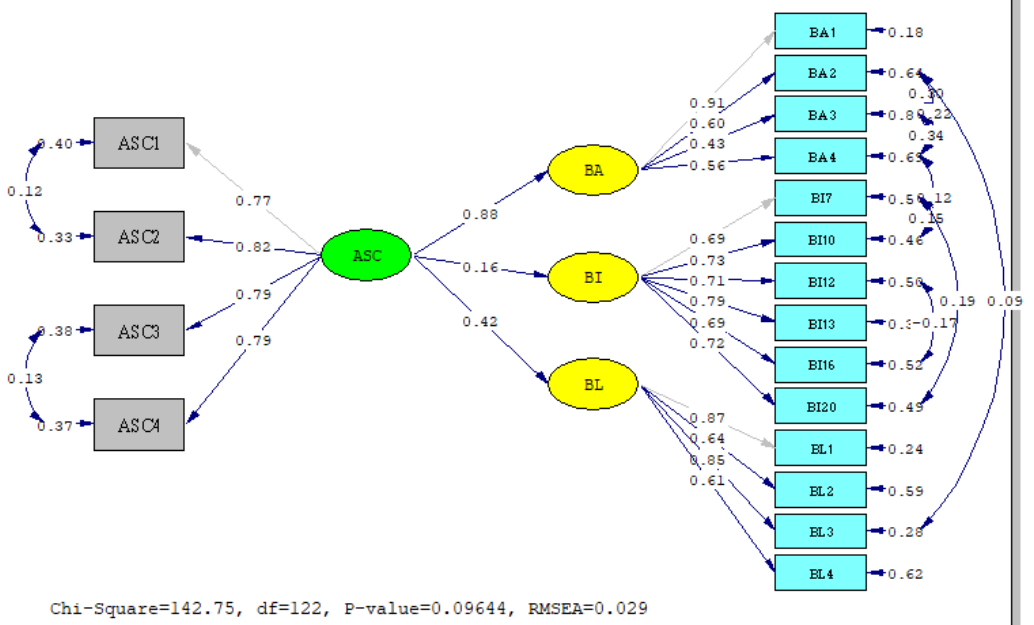 ASC1
ASC2
ASC3
ASC4
0.40
0.33
0.38
0.37
0.12
0.13
0.77
0.82
0.79
0.79
ASC
0.88
0.16
0.42
BA
BI
BL
0.91
0.60
0.43
0.56
0.69
0.73
0.71
0.79
0.69
0.72
0.87
0.64
0.85
0.61
BA1 0.18
BA2 0.64
BA3
BA4
BI7
BI10 0.46
BI12 0.50
BI13
BI16 0.52
BI20 0.49
BL1 0.24
BL2 0.59
BL3 0.28
BL4 0.62
0.30
0.22
0.34
0.12
0.15
-0.17
0.19
0.09
Chi-Square=142.75, df=122, P-value=0.09644, RMSEA=0.029